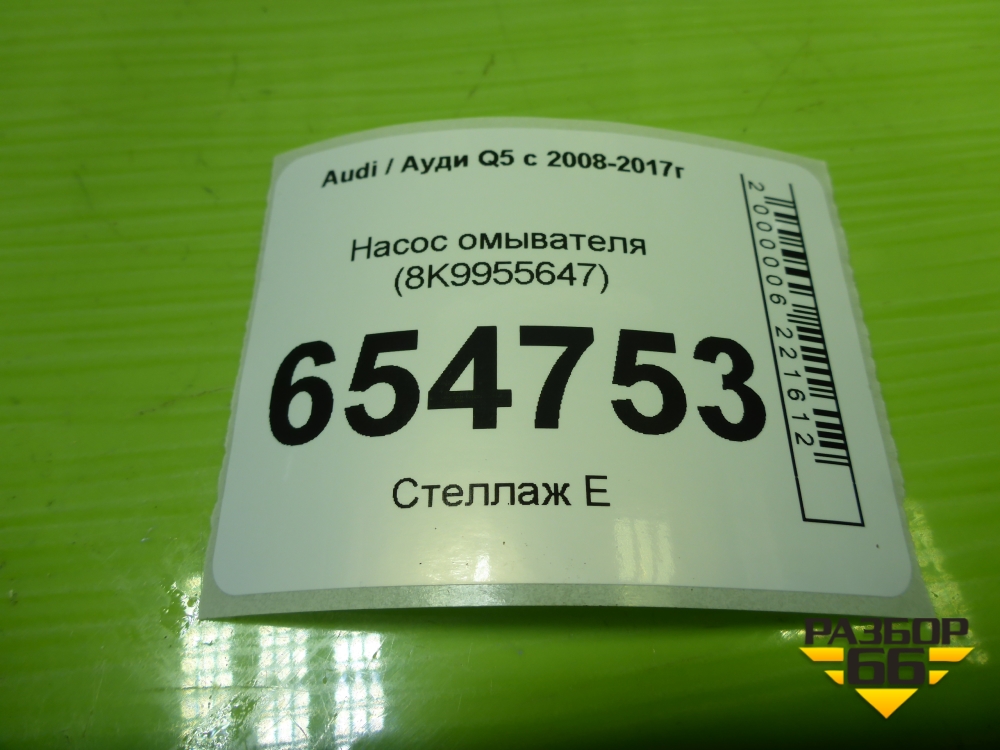 Audi / Ауди Q5 с 2008-2017г
Насос омывателя
(8K9955647)
654753
Стеллаж Е
2000006221612
РАЗБОР
66